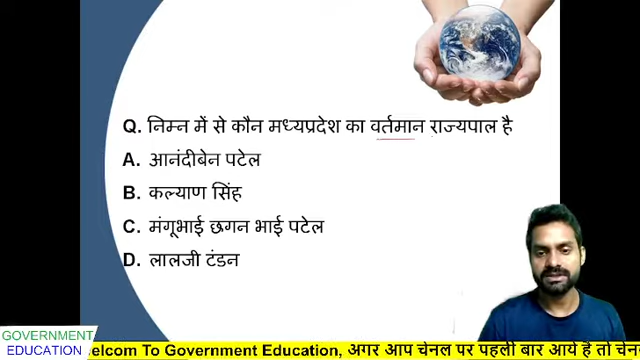 Q. निम्न में से कौन मध्यप्रदेश का वर्तमान राज्यपाल है
A. आनंदीबेन पटेल
B. कल्याण सिंह
C. मंगूभाई छगन भाई पटेल
D. लालजी टंडन
GOVERNMENT
EDUCATION
elcom To Government Education, अगर आप चेनल पर पहली बार आये हैं तो चेन